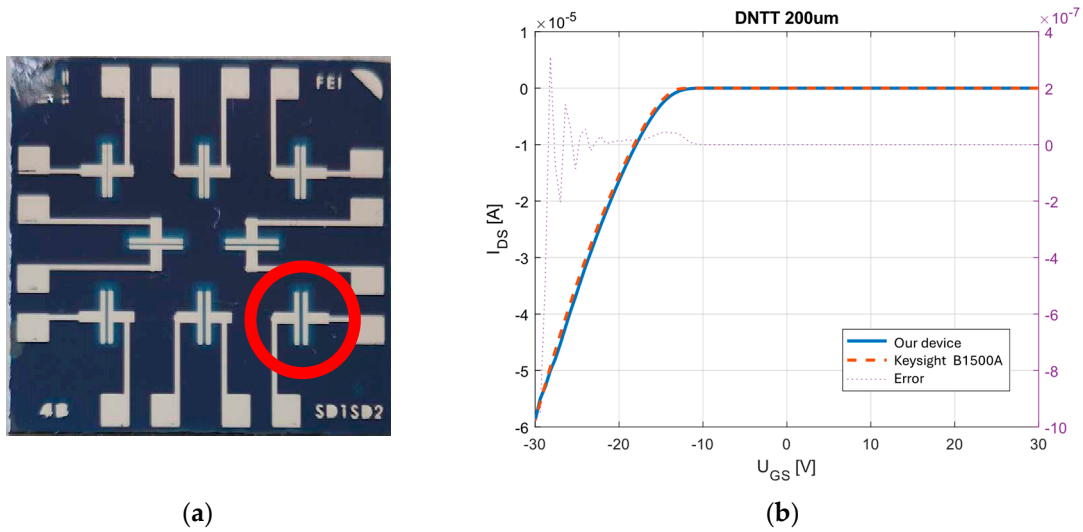 FEI
4B
SD1SD2
(a)
DNTT 200um
×10⁻⁵
×10⁻⁷
1
0
-1
-2
-3
-4
-5
-6
I_DS [A]
4
2
0
-2
-4
-6
-8
-10
-30
-20
-10
0
10
20
30
U_GS [V]
Our device
Keysight B1500A
Error
(b)